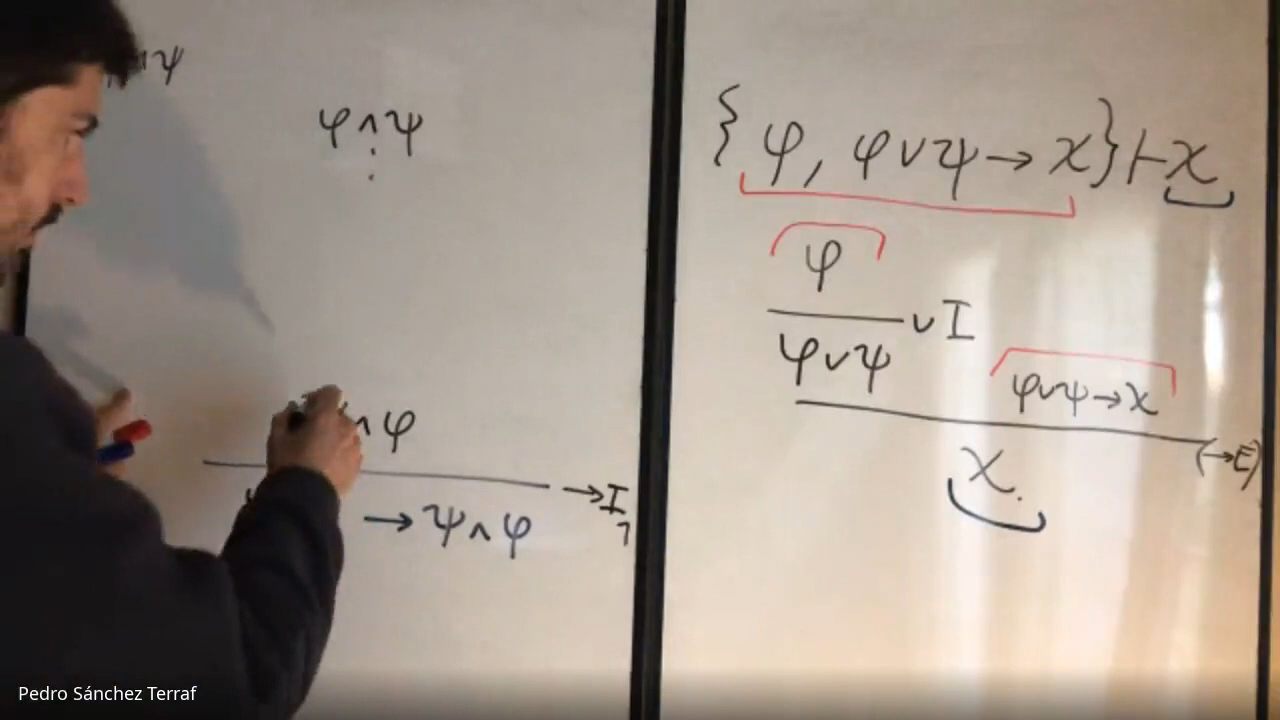 ∧ψ
φ∧ψ
⋮
∧φ
→I
→ψ∧φ
{φ, φ∨ψ→χ}⊢χ
φ
∨I
φ∨ψ
φ∨ψ→χ
(→E)
χ.
Pedro Sánchez Terraf